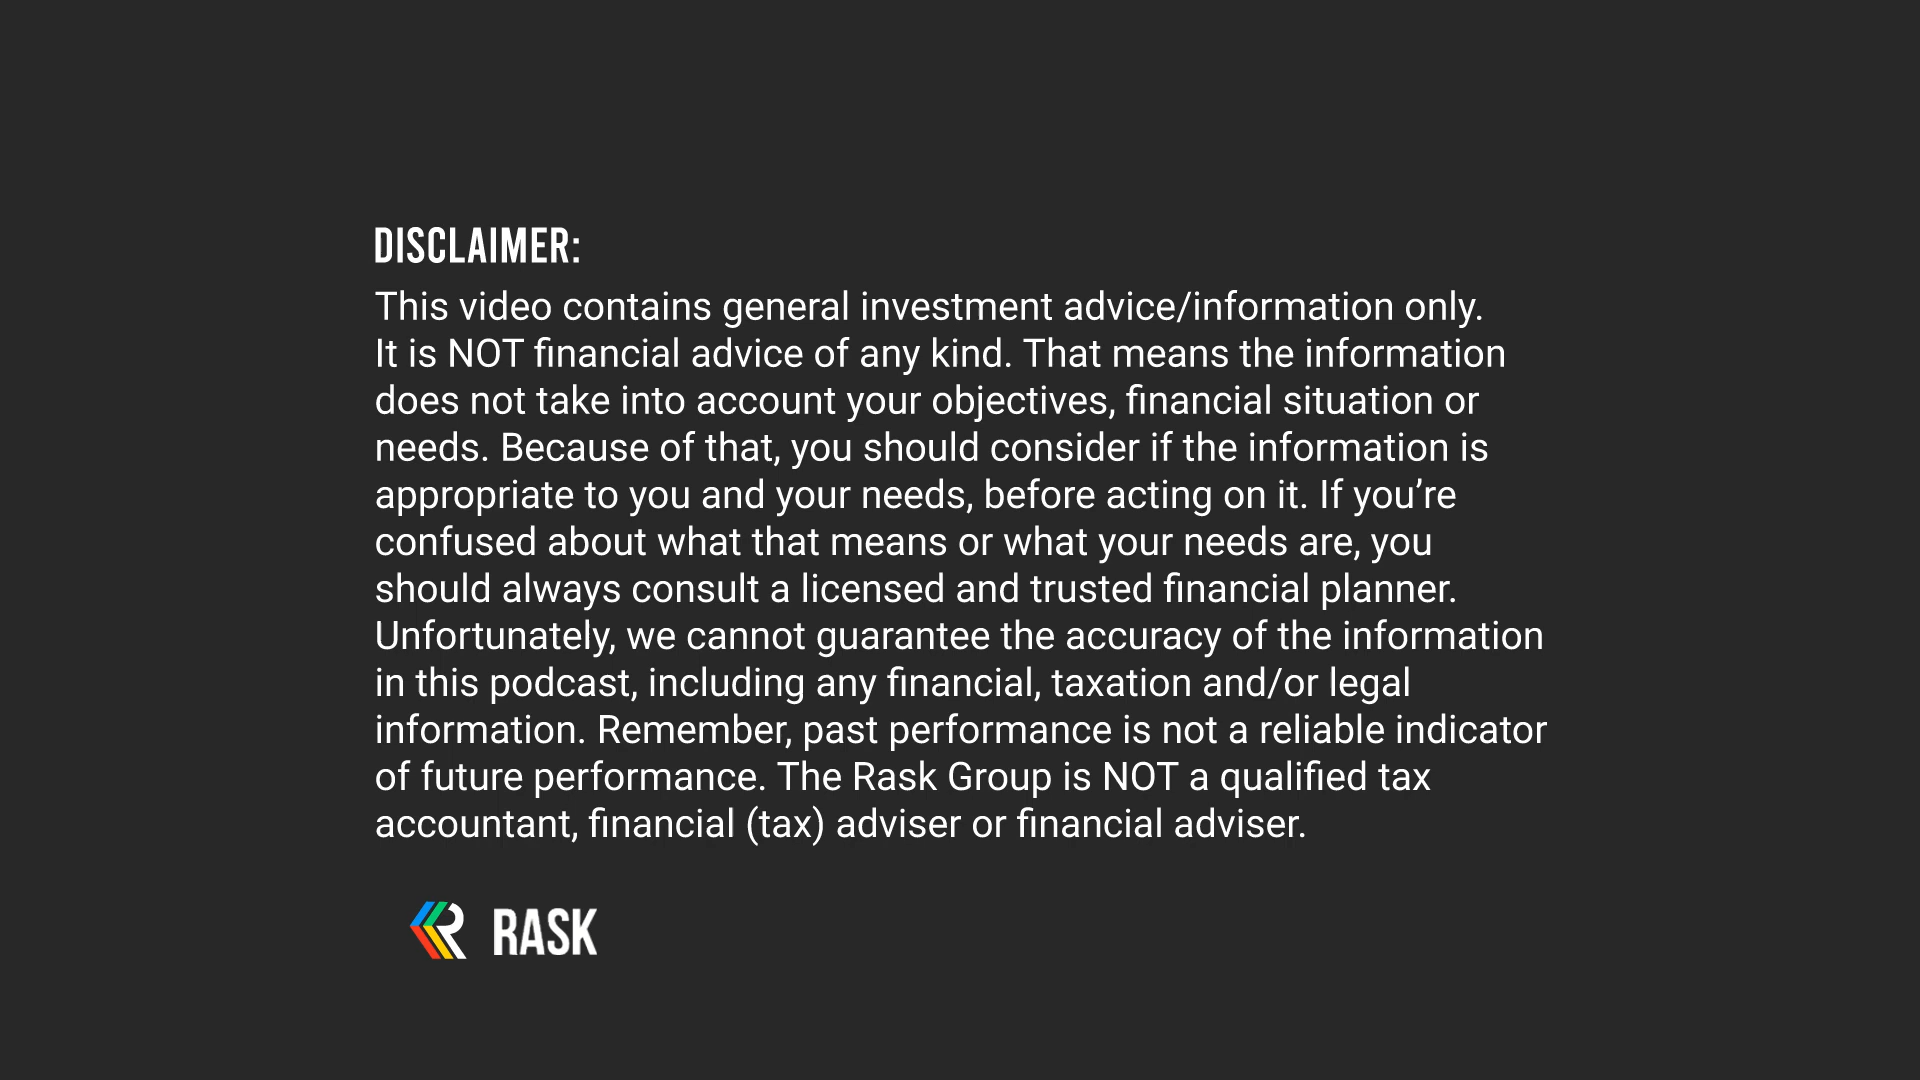 DISCLAIMER:
This video contains general investment advice/information only.
It is NOT financial advice of any kind. That means the information
does not take into account your objectives, financial situation or
needs. Because of that, you should consider if the information is
appropriate to you and your needs, before acting on it. If you’re
confused about what that means or what your needs are, you
should always consult a licensed and trusted financial planner.
Unfortunately, we cannot guarantee the accuracy of the information
in this podcast, including any financial, taxation and/or legal
information. Remember, past performance is not a reliable indicator
of future performance. The Rask Group is NOT a qualified tax
accountant, financial (tax) adviser or financial adviser.
RASK